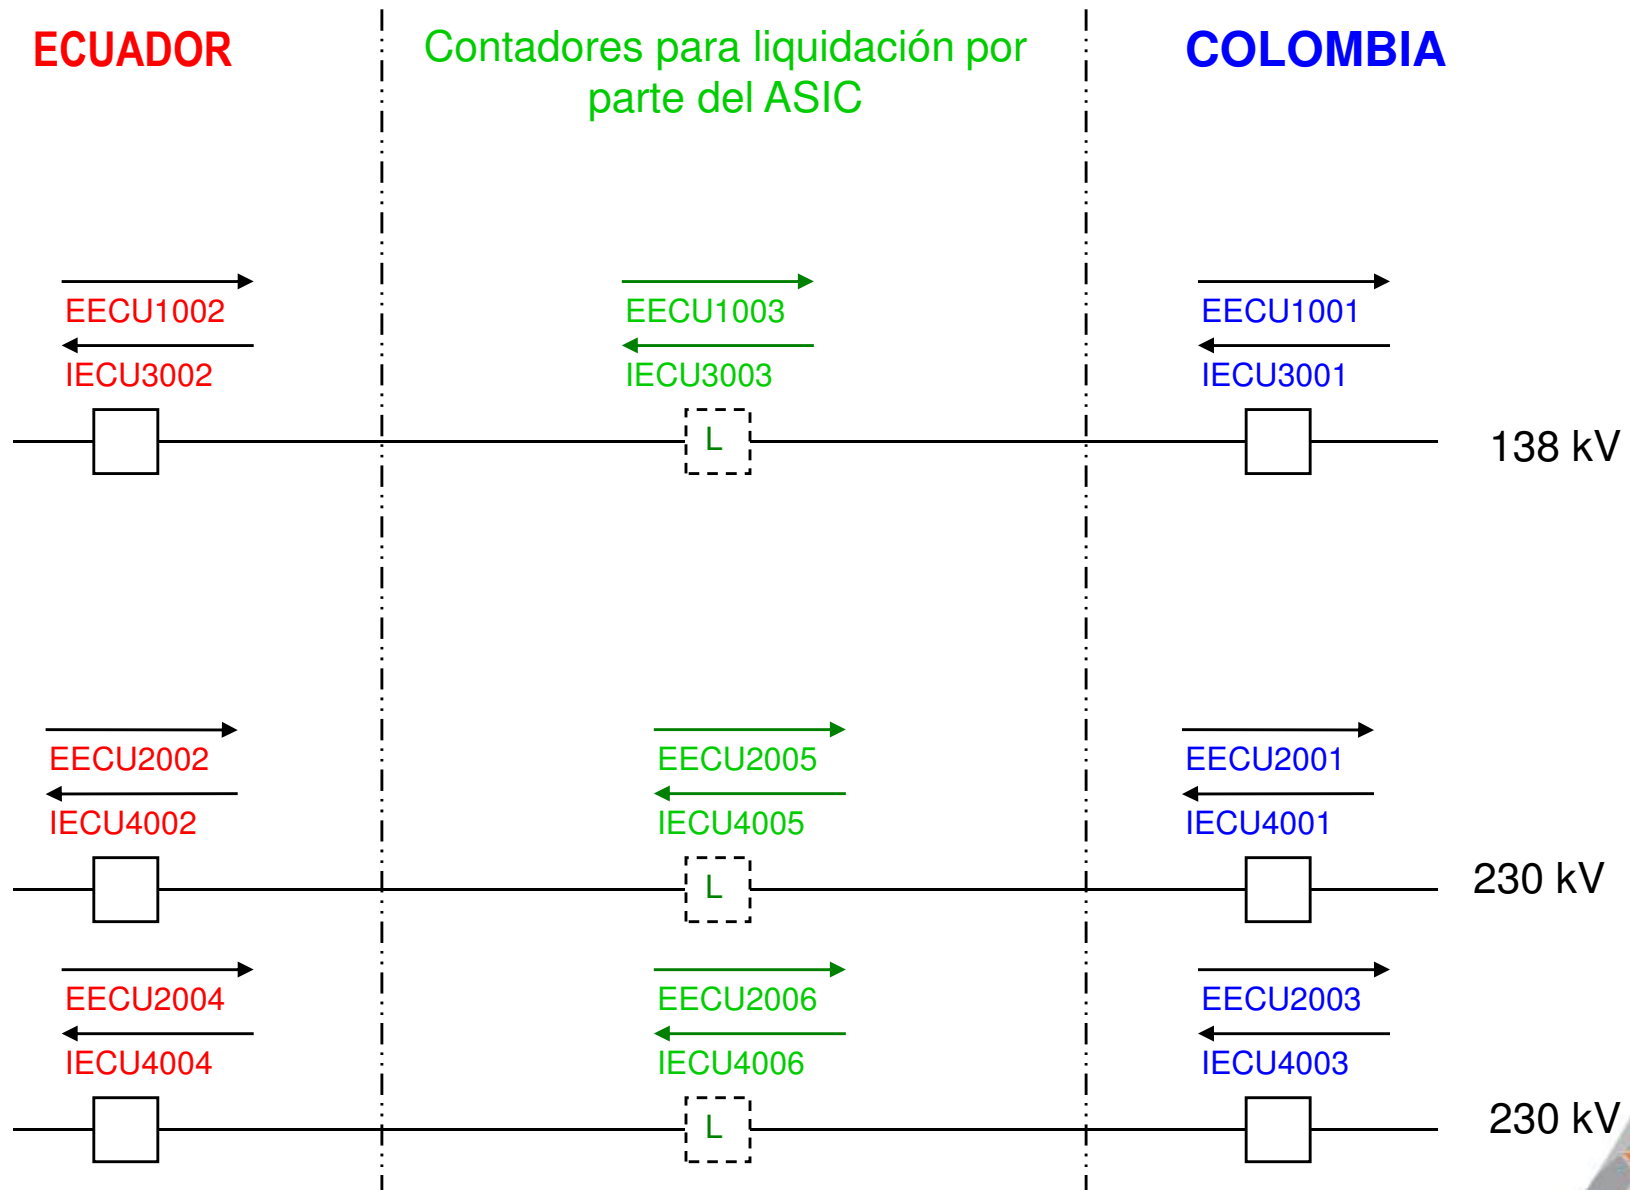 ECUADOR
Contadores para liquidación por
parte del ASIC
COLOMBIA
EECU1002
EECU1003
EECU1001
IECU3002
IECU3003
IECU3001
L
138 kV
EECU2002
EECU2005
EECU2001
IECU4002
IECU4005
IECU4001
L
230 kV
EECU2004
EECU2006
EECU2003
IECU4004
IECU4006
IECU4003
L
230 kV